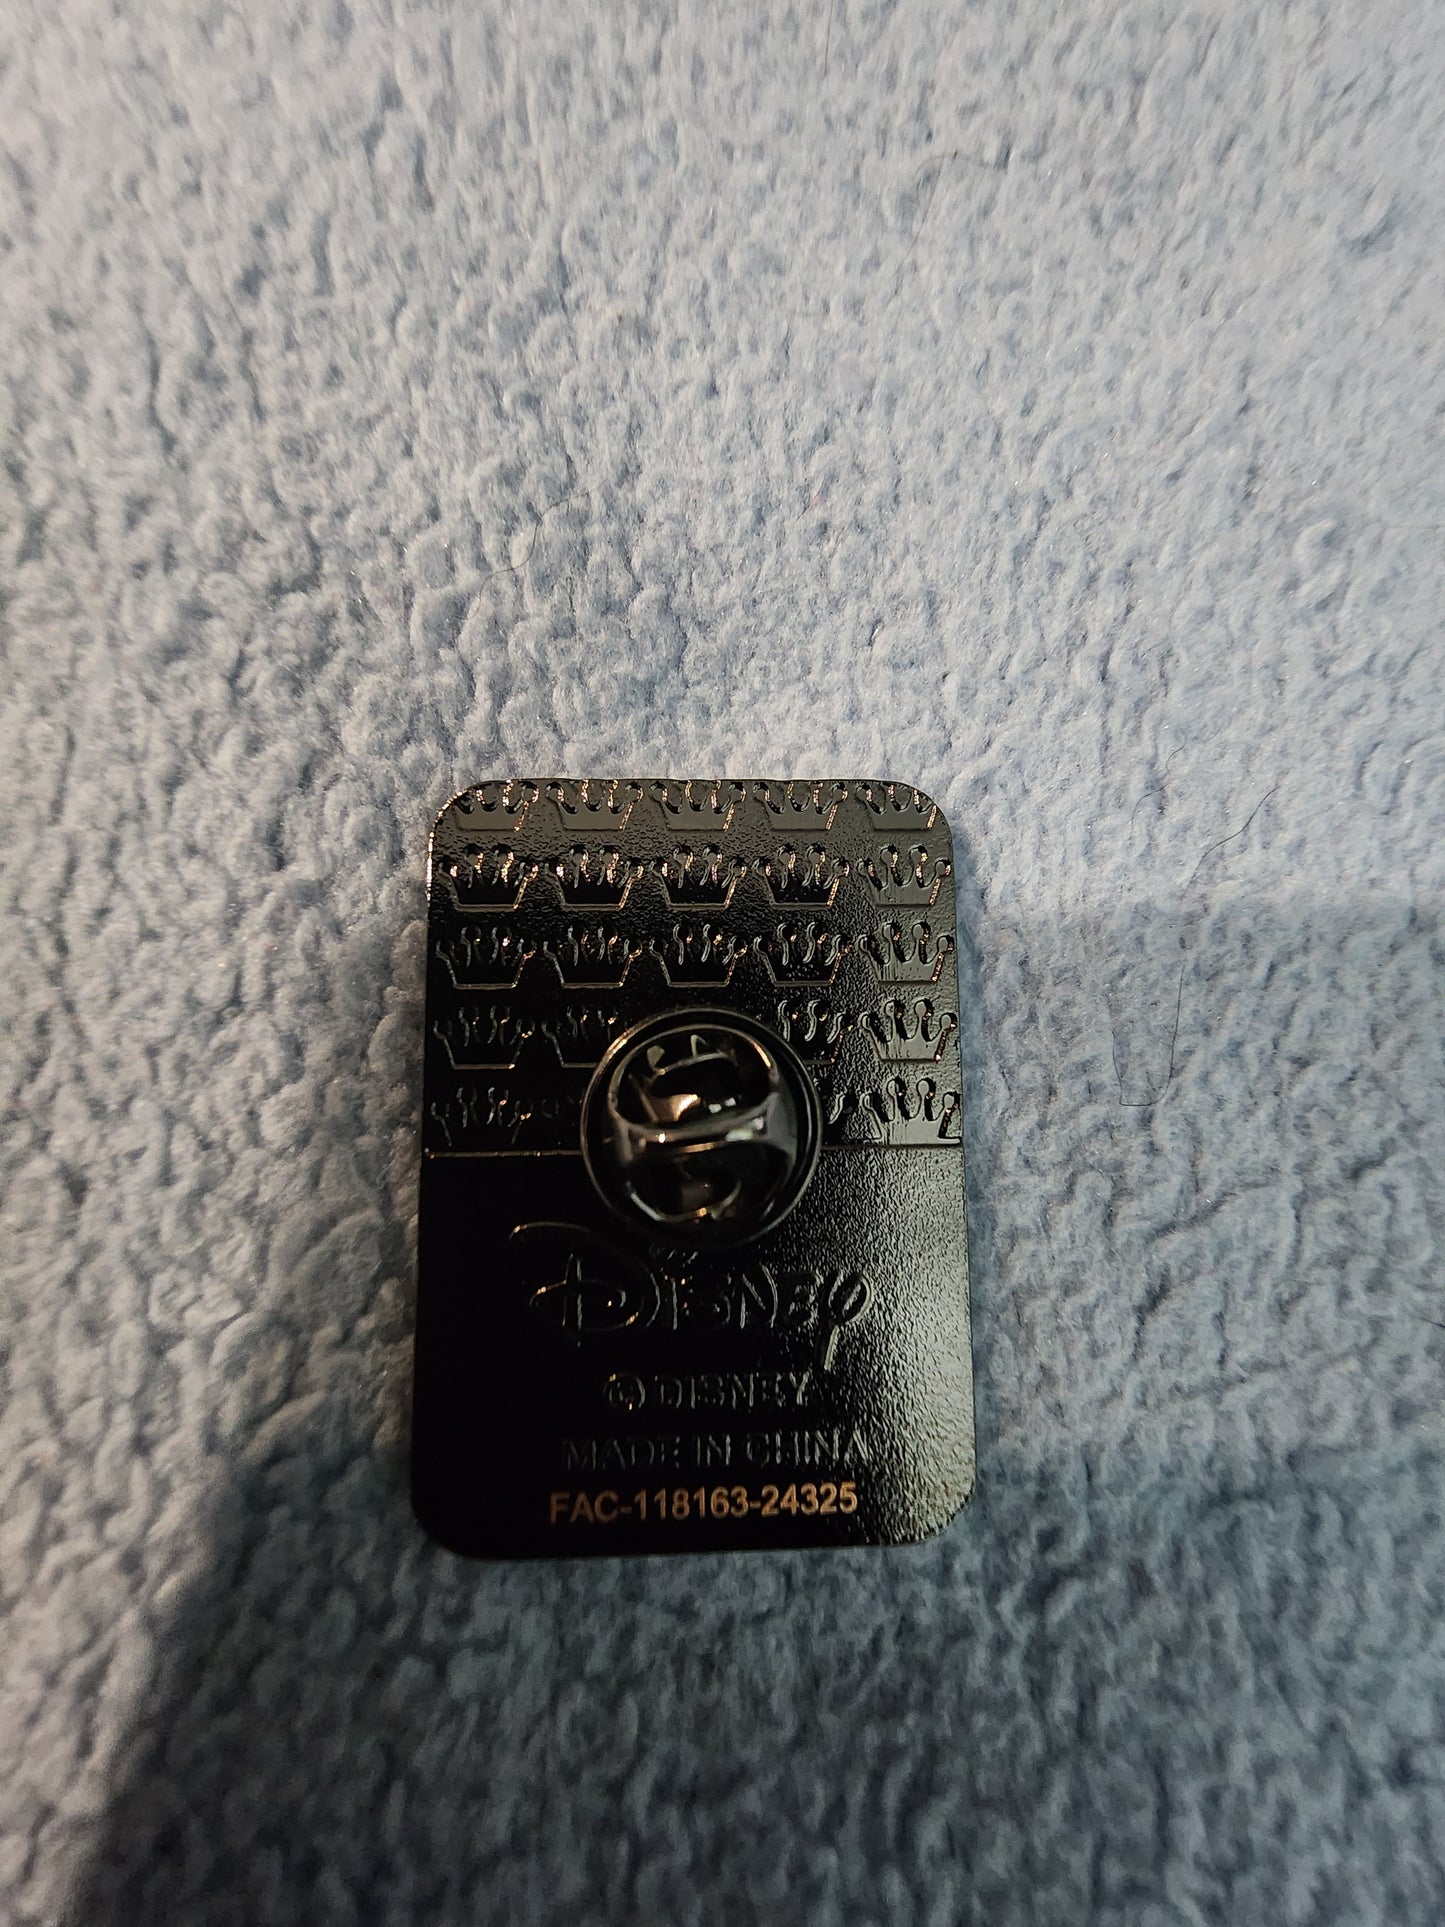 Disney
© DISNEY
MADE IN CHINA
FAC-118163-24325